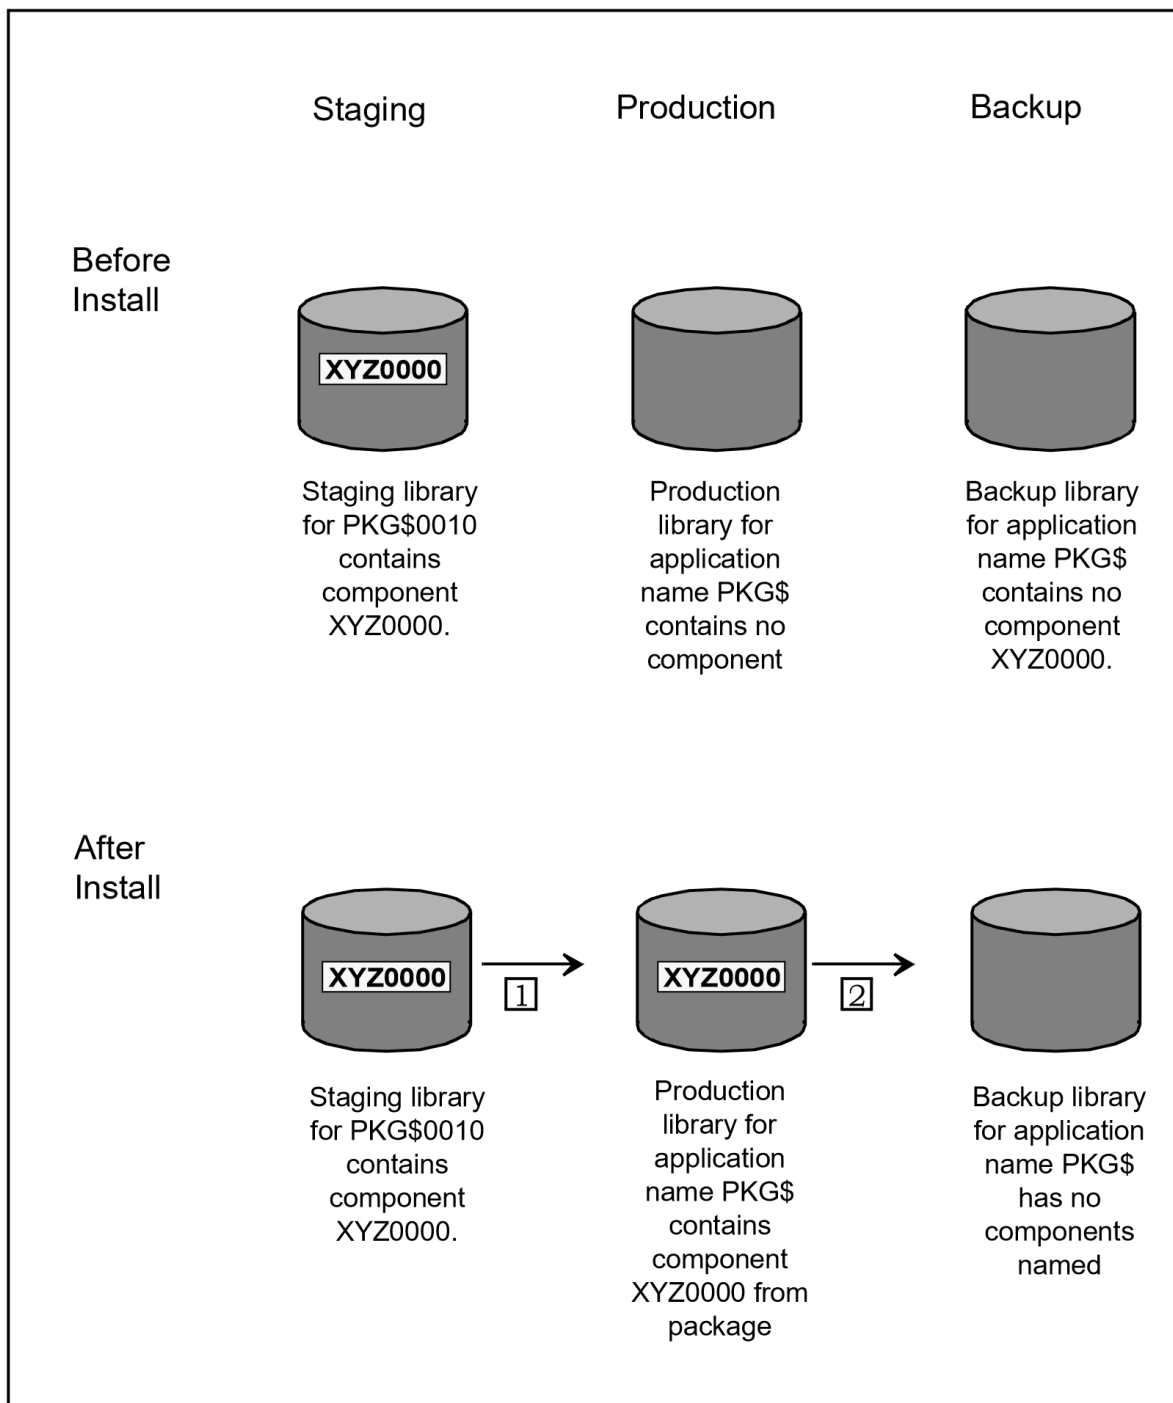 Staging
Production
Backup
Before
Install
XYZ0000
Staging library
for PKG$0010
contains
component
XYZ0000.
Production
library for
application
name PKG$
contains no
component
Backup library
for application
name PKG$
contains no
component
XYZ0000.
After
Install
XYZ0000
1
XYZ0000
2
Staging library
for PKG$0010
contains
component
XYZ0000.
Production
library for
application
name PKG$
contains
component
XYZ0000 from
package
Backup library
for application
name PKG$
has no
components
named